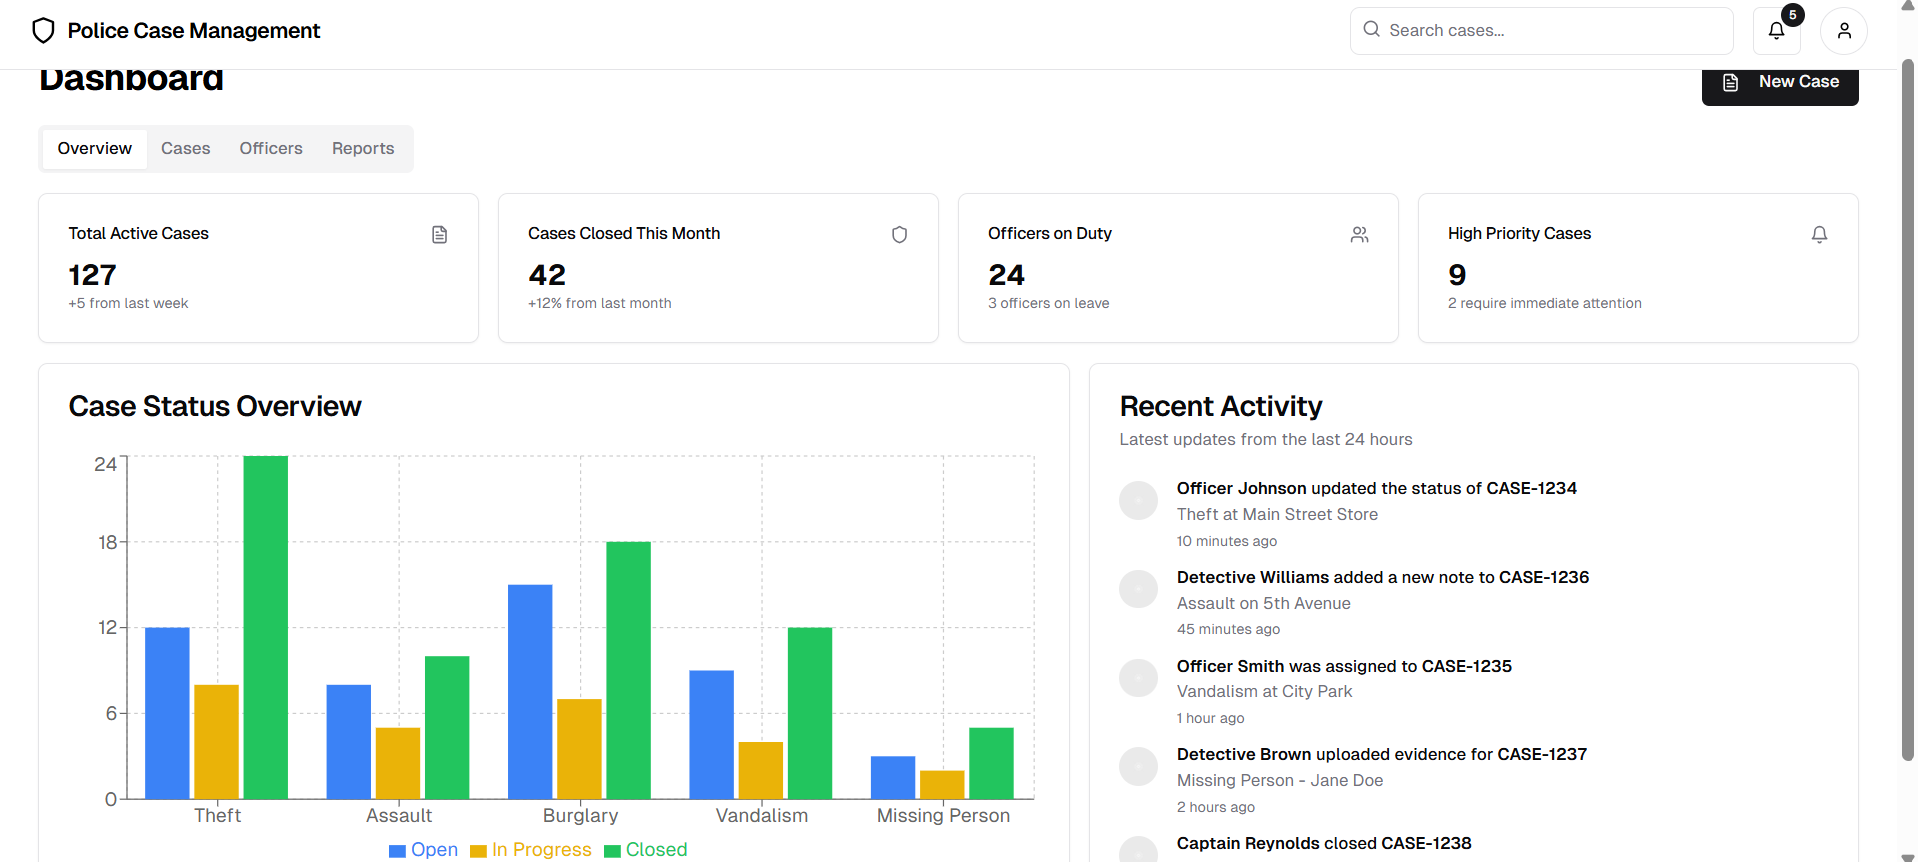 Police Case Management
Search cases...
5
Dashboard
New Case
Overview Cases Officers Reports
Total Active Cases
127
+5 from last week
Cases Closed This Month
42
+12% from last month
Officers on Duty
24
3 officers on leave
High Priority Cases
9
2 require immediate attention
Case Status Overview
24
18
12
6
0
Theft Assault Burglary Vandalism Missing Person
Open In Progress Closed
Recent Activity
Latest updates from the last 24 hours
Officer Johnson updated the status of CASE-1234
Theft at Main Street Store
10 minutes ago
Detective Williams added a new note to CASE-1236
Assault on 5th Avenue
45 minutes ago
Officer Smith was assigned to CASE-1235
Vandalism at City Park
1 hour ago
Detective Brown uploaded evidence for CASE-1237
Missing Person - Jane Doe
2 hours ago
Captain Reynolds closed CASE-1238